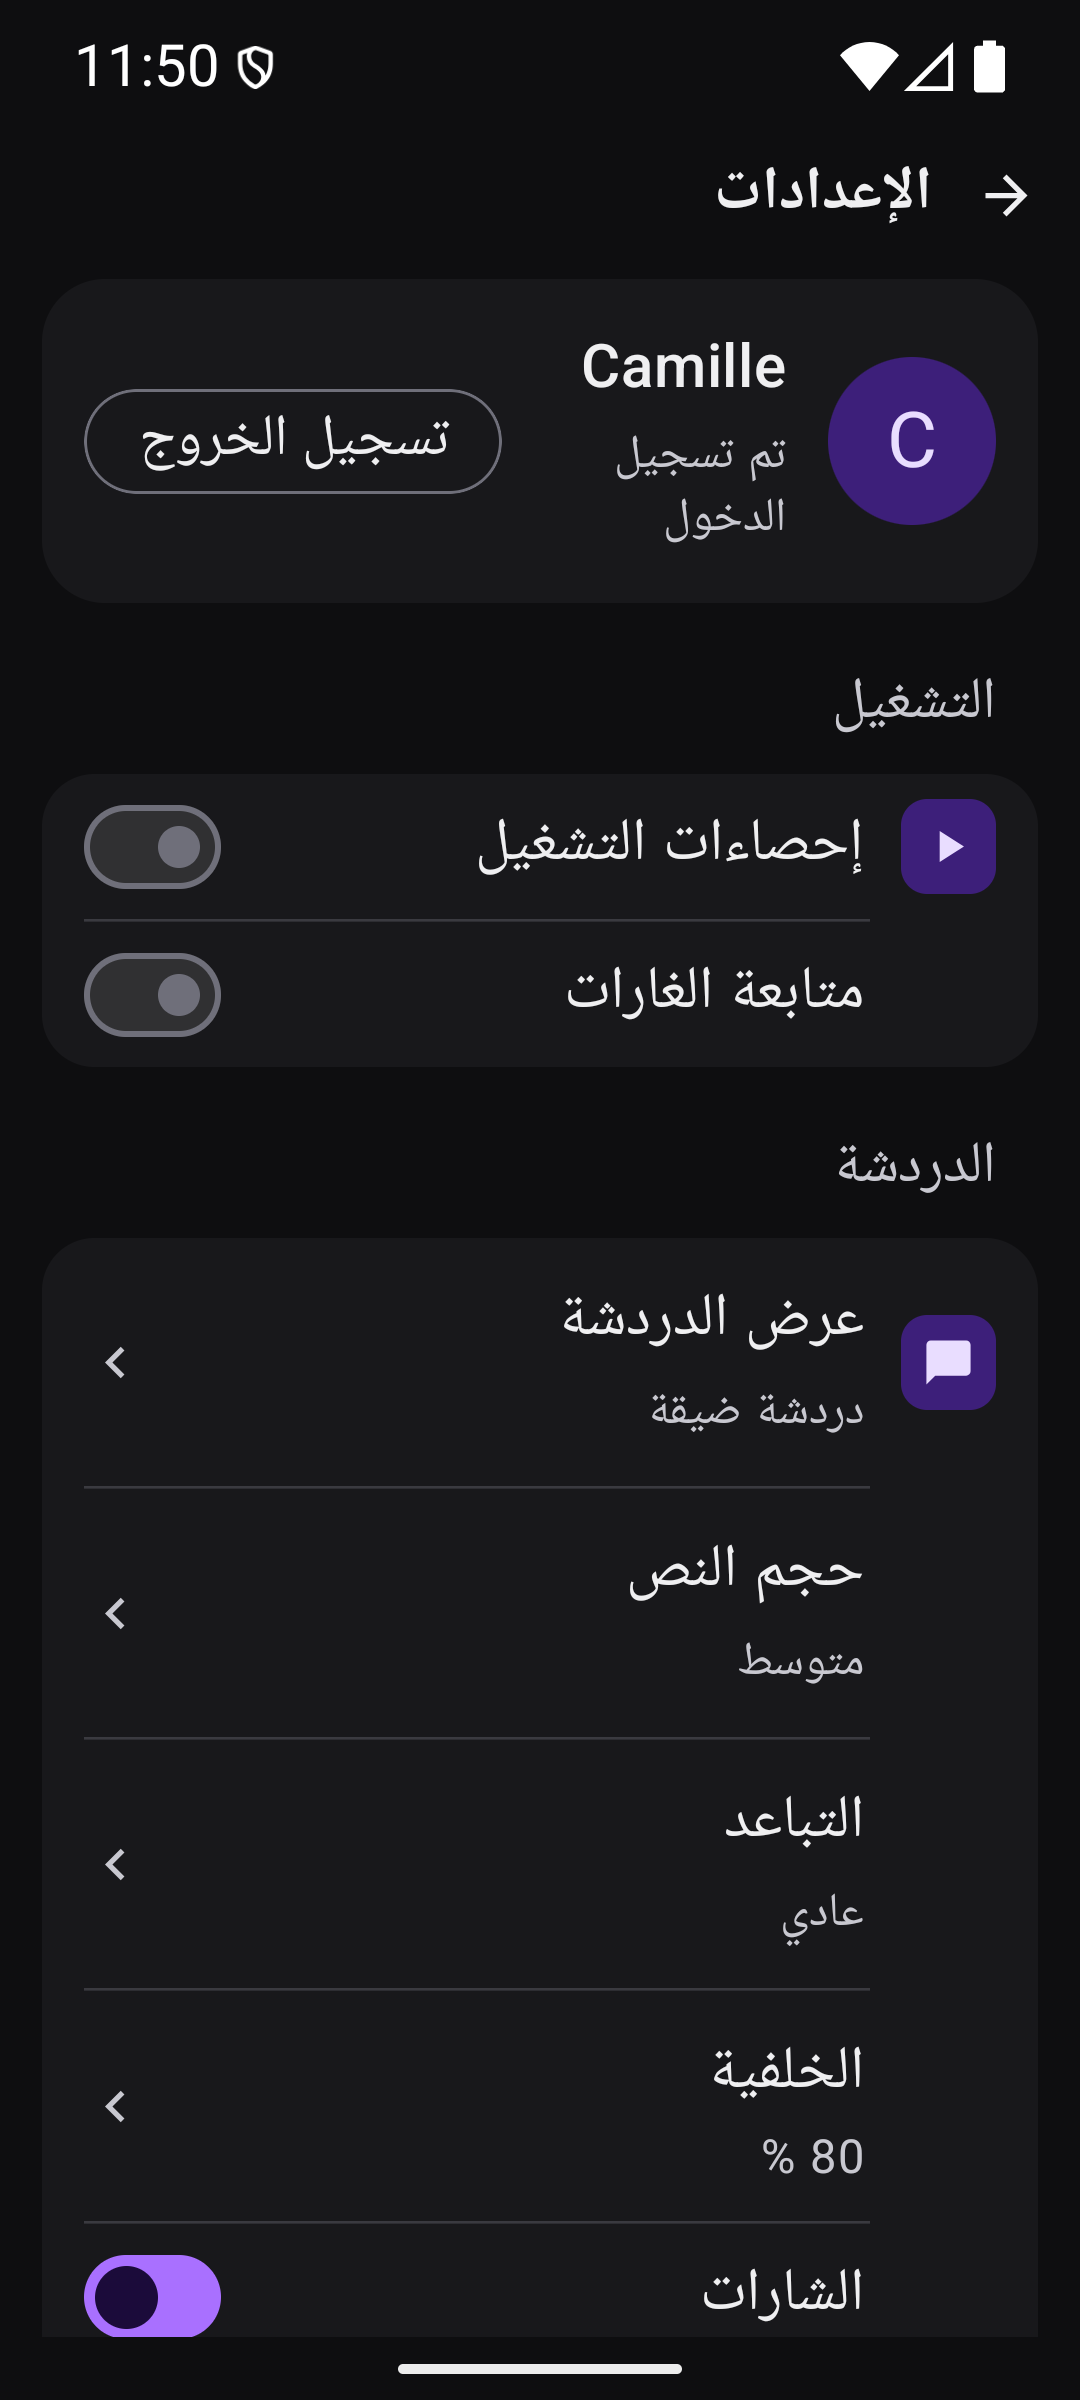 11:50
الإعدادات
C
Camille
تم تسجيل
الدخول
تسجيل الخروج
التشغيل
إحصاءات التشغيل
متابعة الغارات
الدردشة
عرض الدردشة
دردشة ضيقة
حجم النص
متوسط
التباعد
عادي
الخلفية
80 %
الشارات